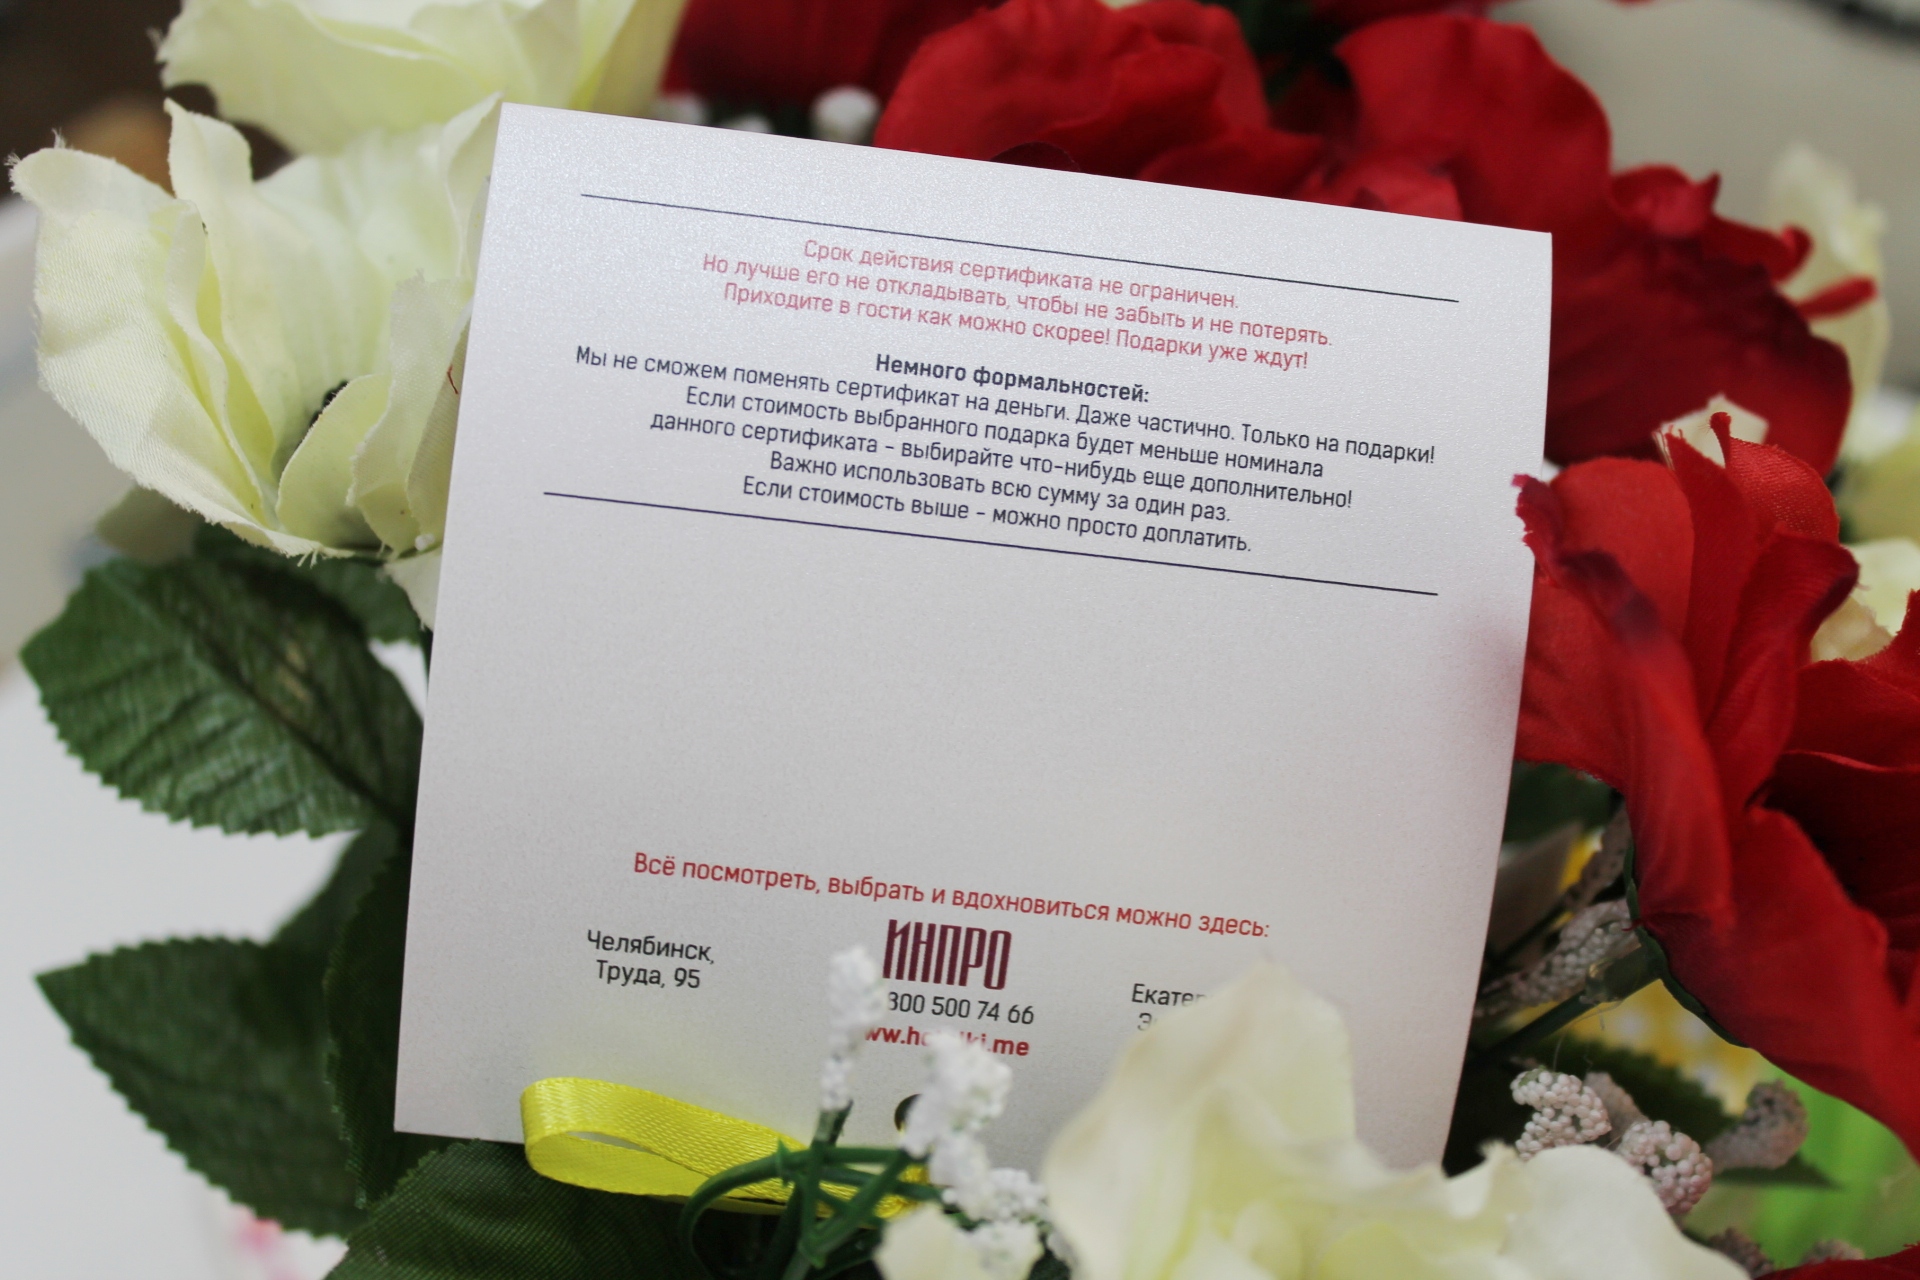 Срок действия сертификата не ограничен.
Но лучше его не откладывать, чтобы не забыть и не потерять.
Приходите в гости как можно скорее! Подарки уже ждут!
Немного формальностей:
Мы не сможем поменять сертификат на деньги. Даже частично. Только на подарки!
Если стоимость выбранного подарка будет меньше номинала
данного сертификата - выбирайте что-нибудь еще дополнительно!
Важно использовать всю сумму за один раз.
Если стоимость выше - можно просто доплатить.
Всё посмотреть, выбрать и вдохновиться можно здесь:
Челябинск,
Труда, 95
ИНПРО
800 500 74 66